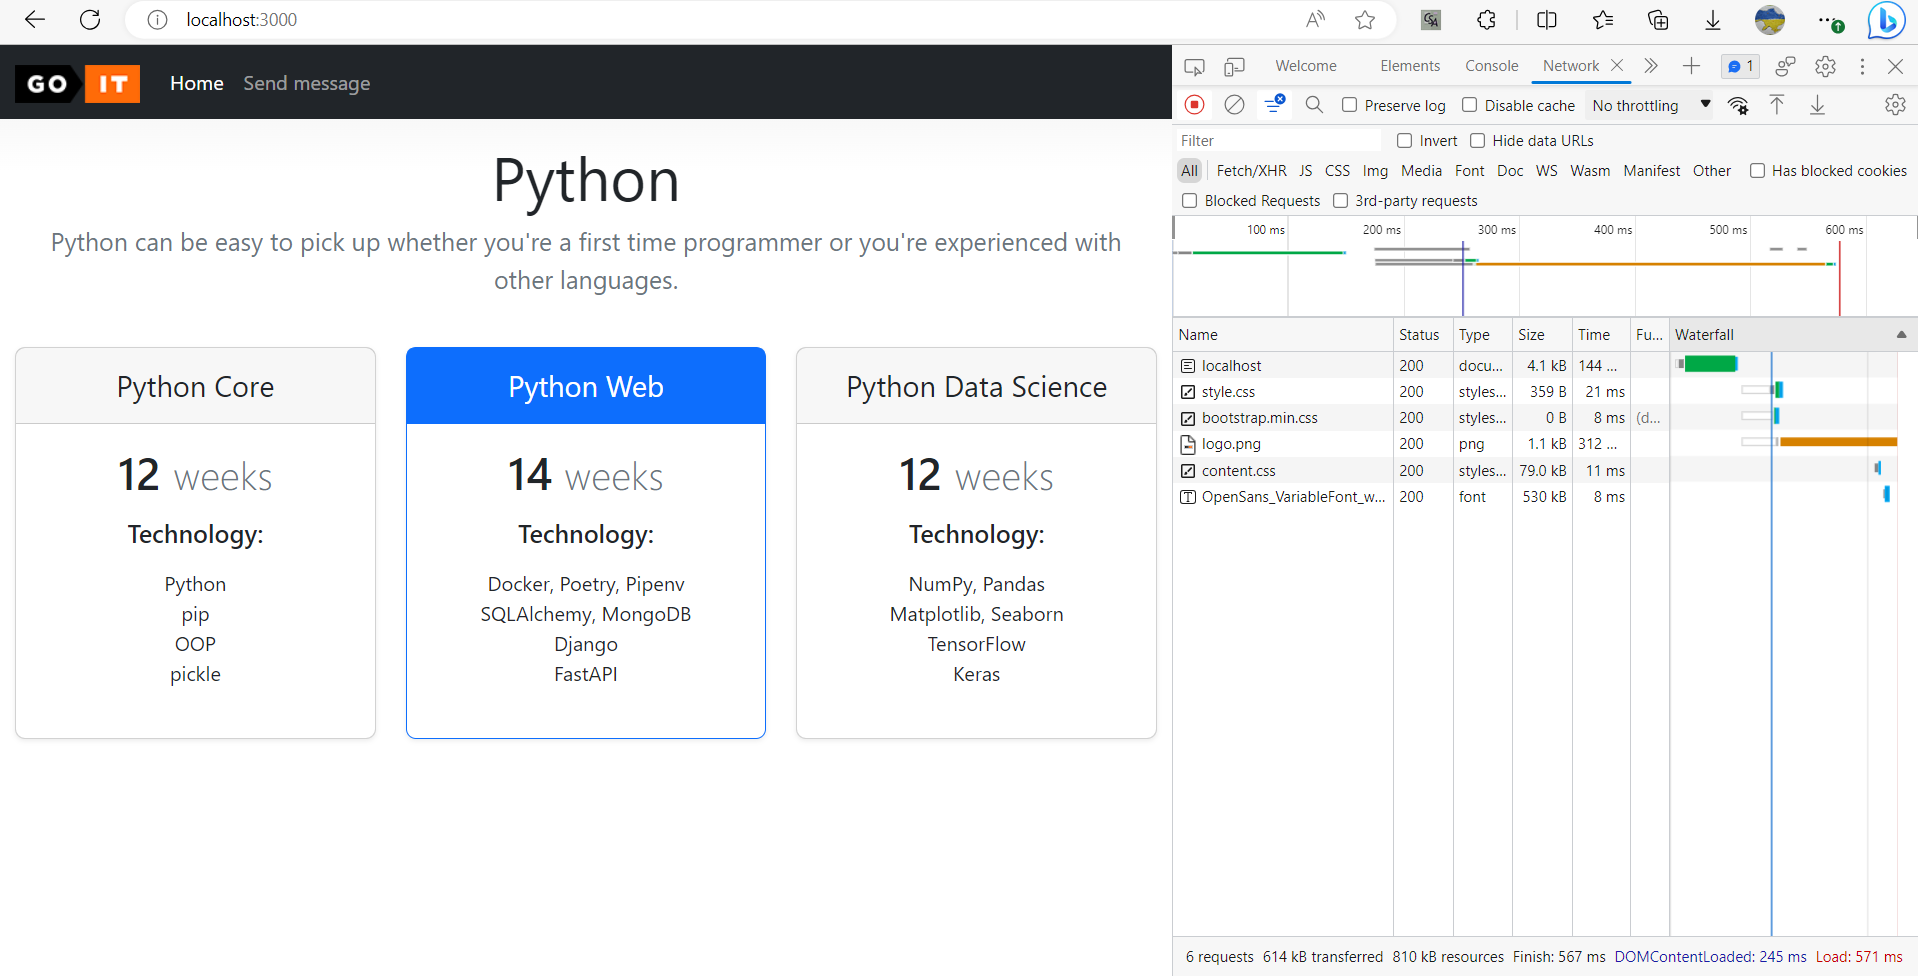 localhost:3000
GO IT Home Send message
Python
Python can be easy to pick up whether you're a first time programmer or you're experienced with
other languages.
Python Core
12 weeks
Technology:
Python
pip
OOP
pickle
Python Web
14 weeks
Technology:
Docker, Poetry, Pipenv
SQLAlchemy, MongoDB
Django
FastAPI
Python Data Science
12 weeks
Technology:
NumPy, Pandas
Matplotlib, Seaborn
TensorFlow
Keras
Welcome Elements Console Network 1
Preserve log Disable cache No throttling
Filter Invert Hide data URLs
All Fetch/XHR JS CSS Img Media Font Doc WS Wasm Manifest Other Has blocked cookies
Blocked Requests 3rd-party requests
100 ms 200 ms 300 ms 400 ms 500 ms 600 ms
Name Status Type Size Time Fu... Waterfall
localhost 200 docu... 4.1 kB 144 ...
style.css 200 styles... 359 B 21 ms
bootstrap.min.css 200 styles... 0 B 8 ms (d...
logo.png 200 png 1.1 kB 312 ...
content.css 200 styles... 79.0 kB 11 ms
OpenSans_VariableFont_w... 200 font 530 kB 8 ms
6 requests 614 kB transferred 810 kB resources Finish: 567 ms DOMContentLoaded: 245 ms Load: 571 ms